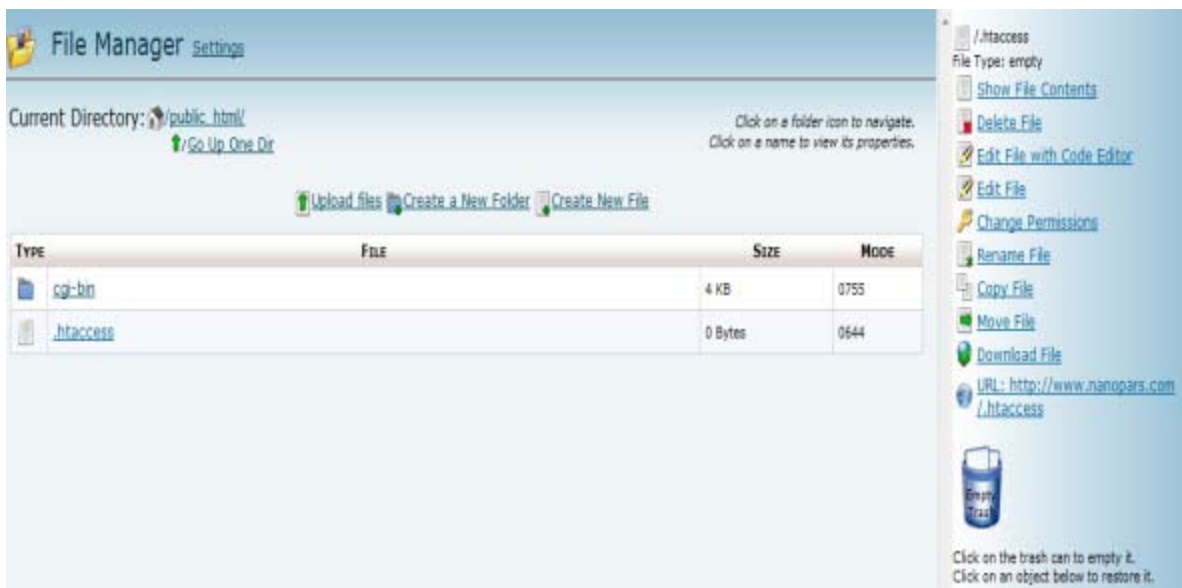 File Manager Settings
Current Directory: /public_html/
/Go Up One Dir
Click on a folder icon to navigate.
Click on a name to view its properties.
Upload files Create a New Folder Create New File
TYPE FILE SIZE MODE
cgi-bin 4 KB 0755
.htaccess 0 Bytes 0644
/.htaccess
File Type: empty
Show File Contents
Delete File
Edit File with Code Editor
Edit File
Change Permissions
Rename File
Copy File
Move File
Download File
URL: http://www.nanopars.com
/.htaccess
Empty
Trash
Click on the trash can to empty it.
Click on an object below to restore it.